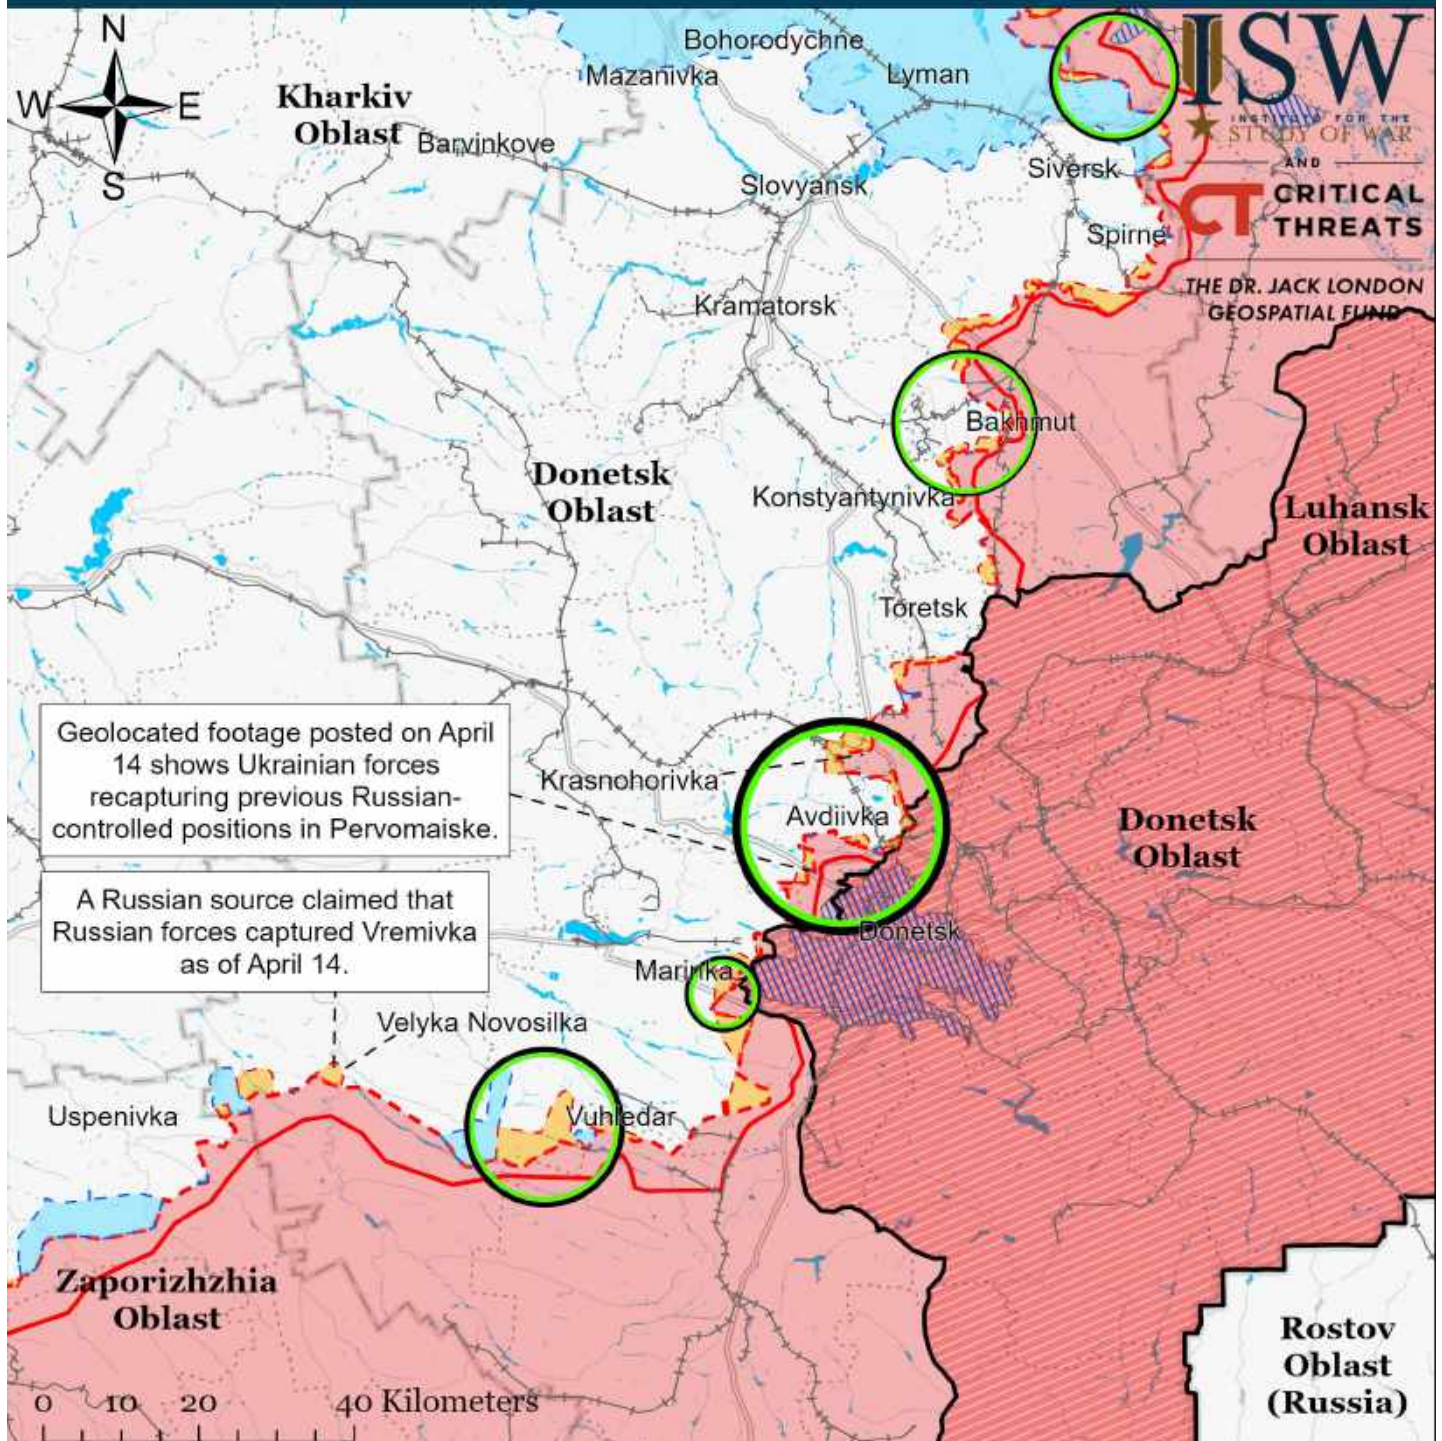 N
W
E
S
Kharkiv
Oblast
Bohorodychne
Mazanivka
Lyman
Barvinkove
Slovyansk
Siversk
Spirne
Kramatorsk
ISW
INSTITUTE FOR THE
STUDY OF WAR
AND
CT CRITICAL
THREATS
THE DR. JACK LONDON
GEOSPATIAL FUND
Bakhmut
Donetsk
Oblast
Konstyantynivka
Luhansk
Oblast
Toretsk
Geolocated footage posted on April
14 shows Ukrainian forces
recapturing previous Russian-
controlled positions in Pervomaiske.
Krasnohorivka
Avdiivka
Donetsk
Oblast
A Russian source claimed that
Russian forces captured Vremivka
as of April 14.
Donetsk
Marinka
Velyka Novosilka
Uspenivka
Vuhledar
Zaporizhzhia
Oblast
Rostov
Oblast
(Russia)
0 10 20 40 Kilometers